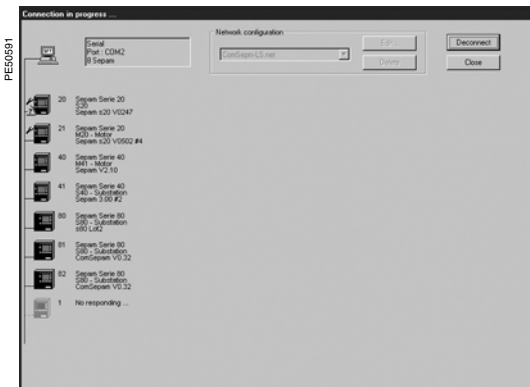 Connection in progress ...
PE50591
Serial
Port : COM2
8 Sepam
Network configuration
ComSepm-LS.net
Edit...
Delete
Deconnect
Close
20 Sepam Serie 20
S20
Sepam s20 V0247
21 Sepam Serie 20
M20 - Motor
Sepam s20 V0502 #4
40 Sepam Serie 40
M41 - Motor
Sepam V2.10
41 Sepam Serie 40
S40 - Substation
Sepam 3.00 #2
80 Sepam Serie 80
S80 - Substation
s80 Lot2
81 Sepam Serie 80
S80 - Substation
ComSepam V0.32
82 Sepam Serie 80
S80 - Substation
ComSepam V0.32
1 No responding ...